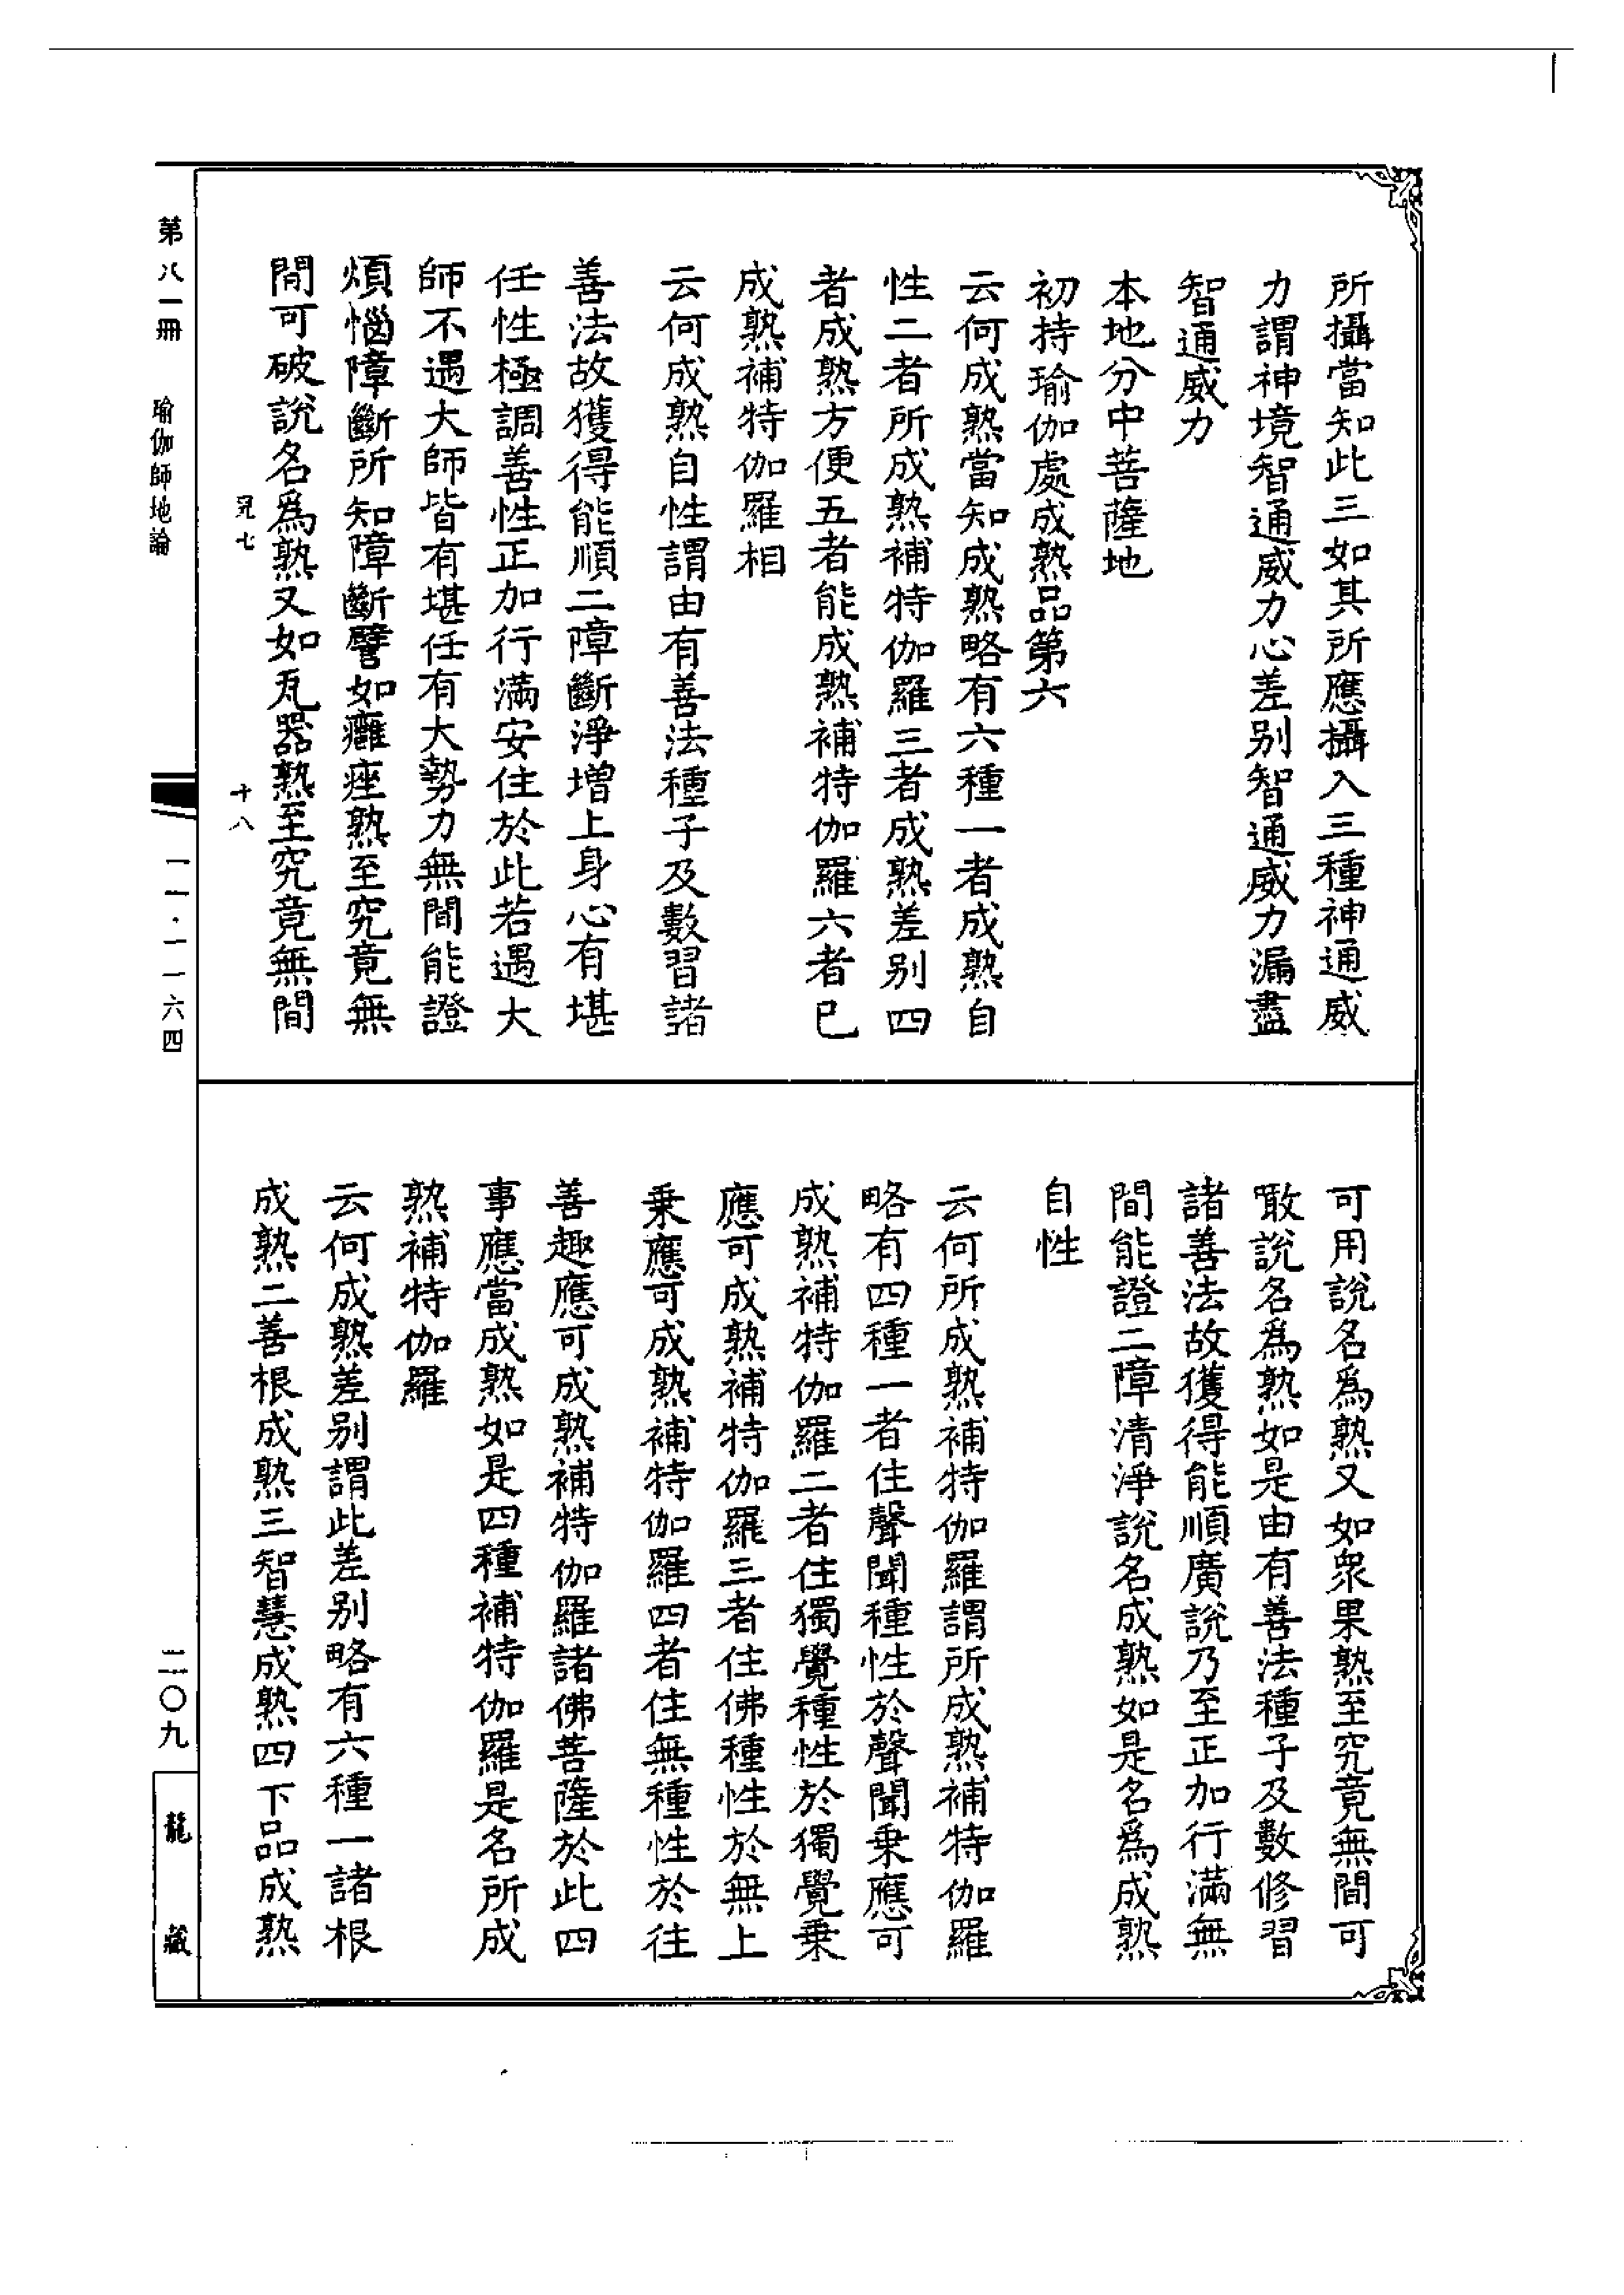 所攝當知此三如其所應攝入三種神通威
力謂神境智通威力心差别智通威力漏盡
智通威力
本地分中菩薩地
初持瑜伽處成熟品第六
云何成熟當知成熟略有六種一者成熟自
性二者所成熟補特伽羅三者成熟差别四
者成熟方便五者能成熟補特伽羅六者已
成熟補特伽羅相
云何成熟自性謂由有善法種子及數習諸
善法故獲得能順二障斷淨增上身心有堪
任性極調善性正加行滿安住於此若遇大
師不遇大師皆有堪任有大勢力無間能證
煩惱障斷所知障斷譬如癰痤熟至究竟無
間可破說名爲熟又如瓦器熟至究竟無間
可用說名爲熟又如衆果熟至究竟無間可
噉說名爲熟如是由有善法種子及數修習
諸善法故獲得能順廣說乃至正加行滿無
間能證二障清淨說名成熟如是名爲成熟
自性
云何所成熟補特伽羅謂所成熟補特伽羅
略有四種一者住聲聞種性於聲聞乘應可
成熟補特伽羅二者住獨覺種性於獨覺乘
應可成熟補特伽羅三者住佛種性於無上
乘應可成熟補特伽羅四者住無種性於往
善趣應可成熟補特伽羅諸佛菩薩於此四
事應當成熟如是四種補特伽羅是名所成
熟補特伽羅
云何成熟差别謂此差别略有六種一諸根
成熟二善根成熟三智慧成熟四下品成熟
第八一冊 瑜伽師地論
七 十八
一一·一一六四
二〇九
龍藏